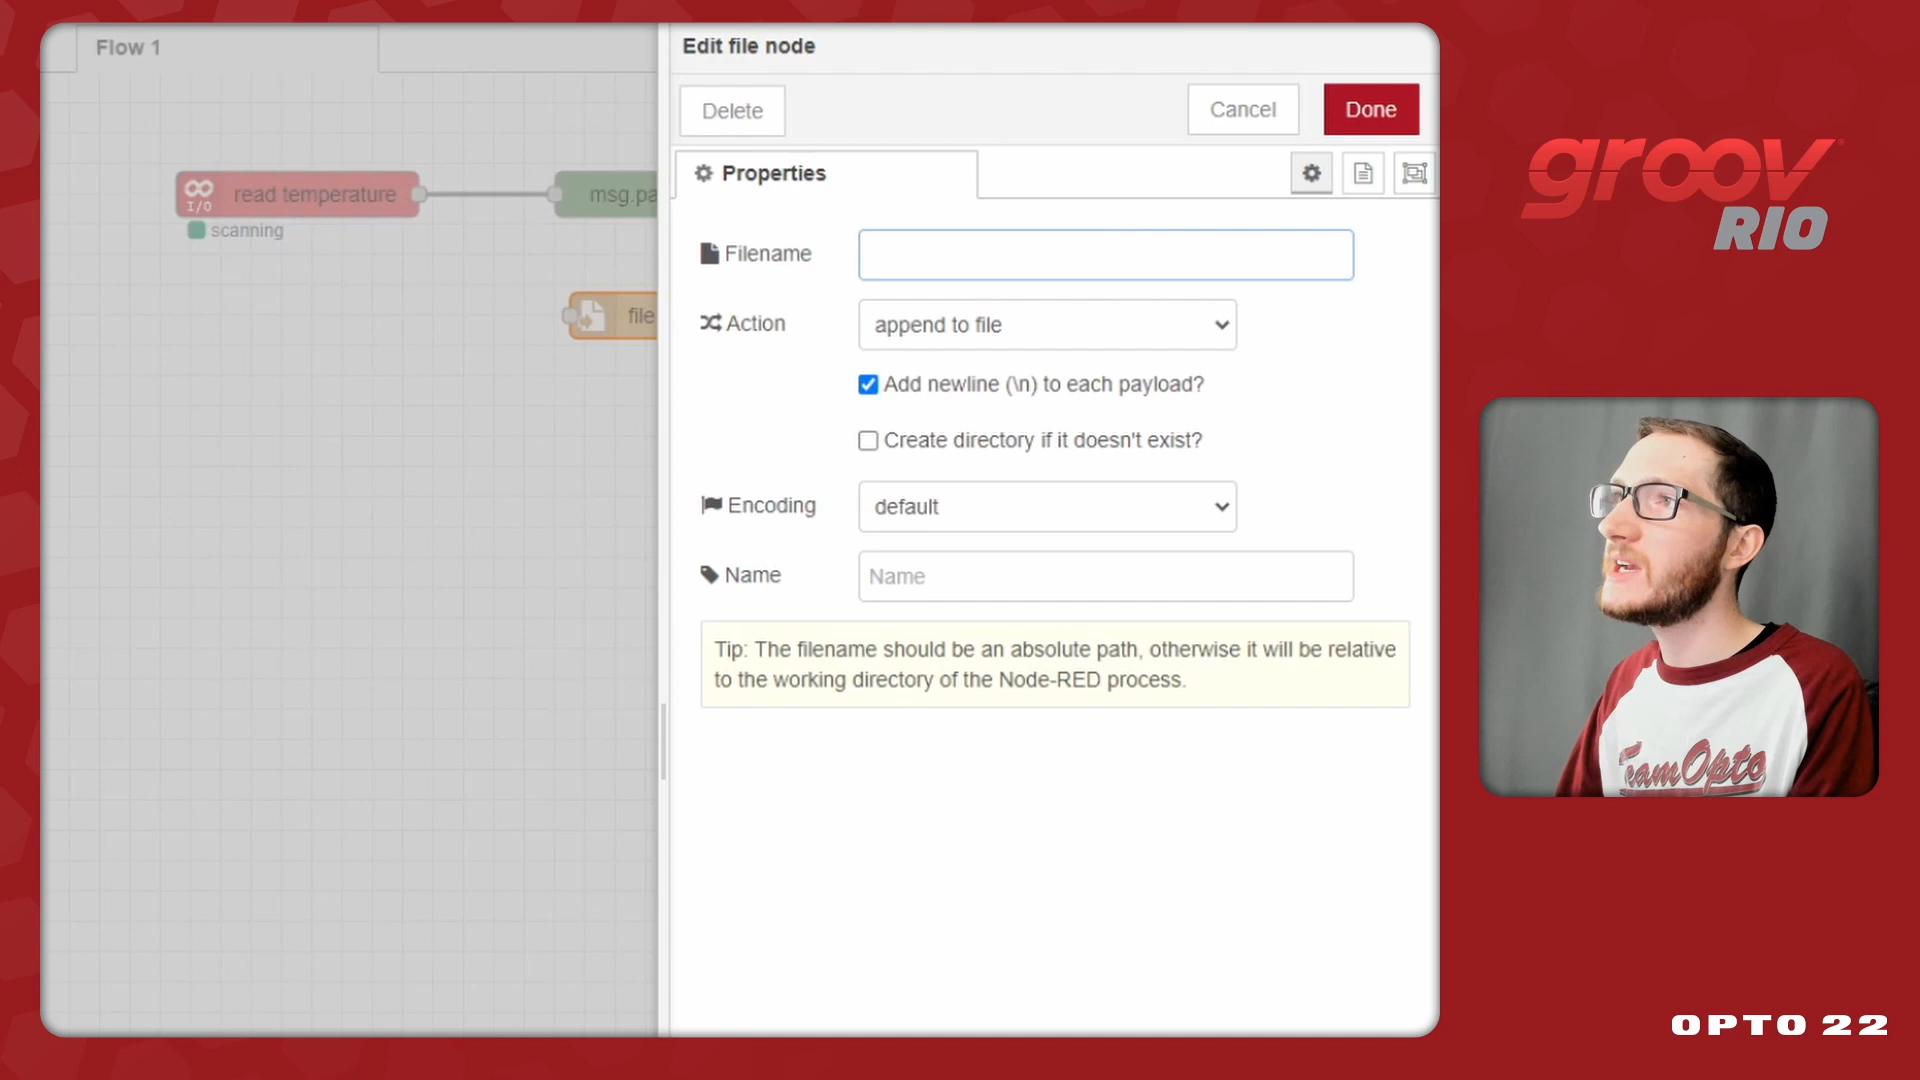 Flow 1
Edit file node
Delete
Cancel
Done
Properties
I/O
read temperature
msg.pa
scanning
file
Filename
Action
append to file
Add newline (\n) to each payload?
Create directory if it doesn't exist?
Encoding
default
Name
Name
Tip: The filename should be an absolute path, otherwise it will be relative
to the working directory of the Node-RED process.
groov
RIO
TeamOpto
OPTO 22